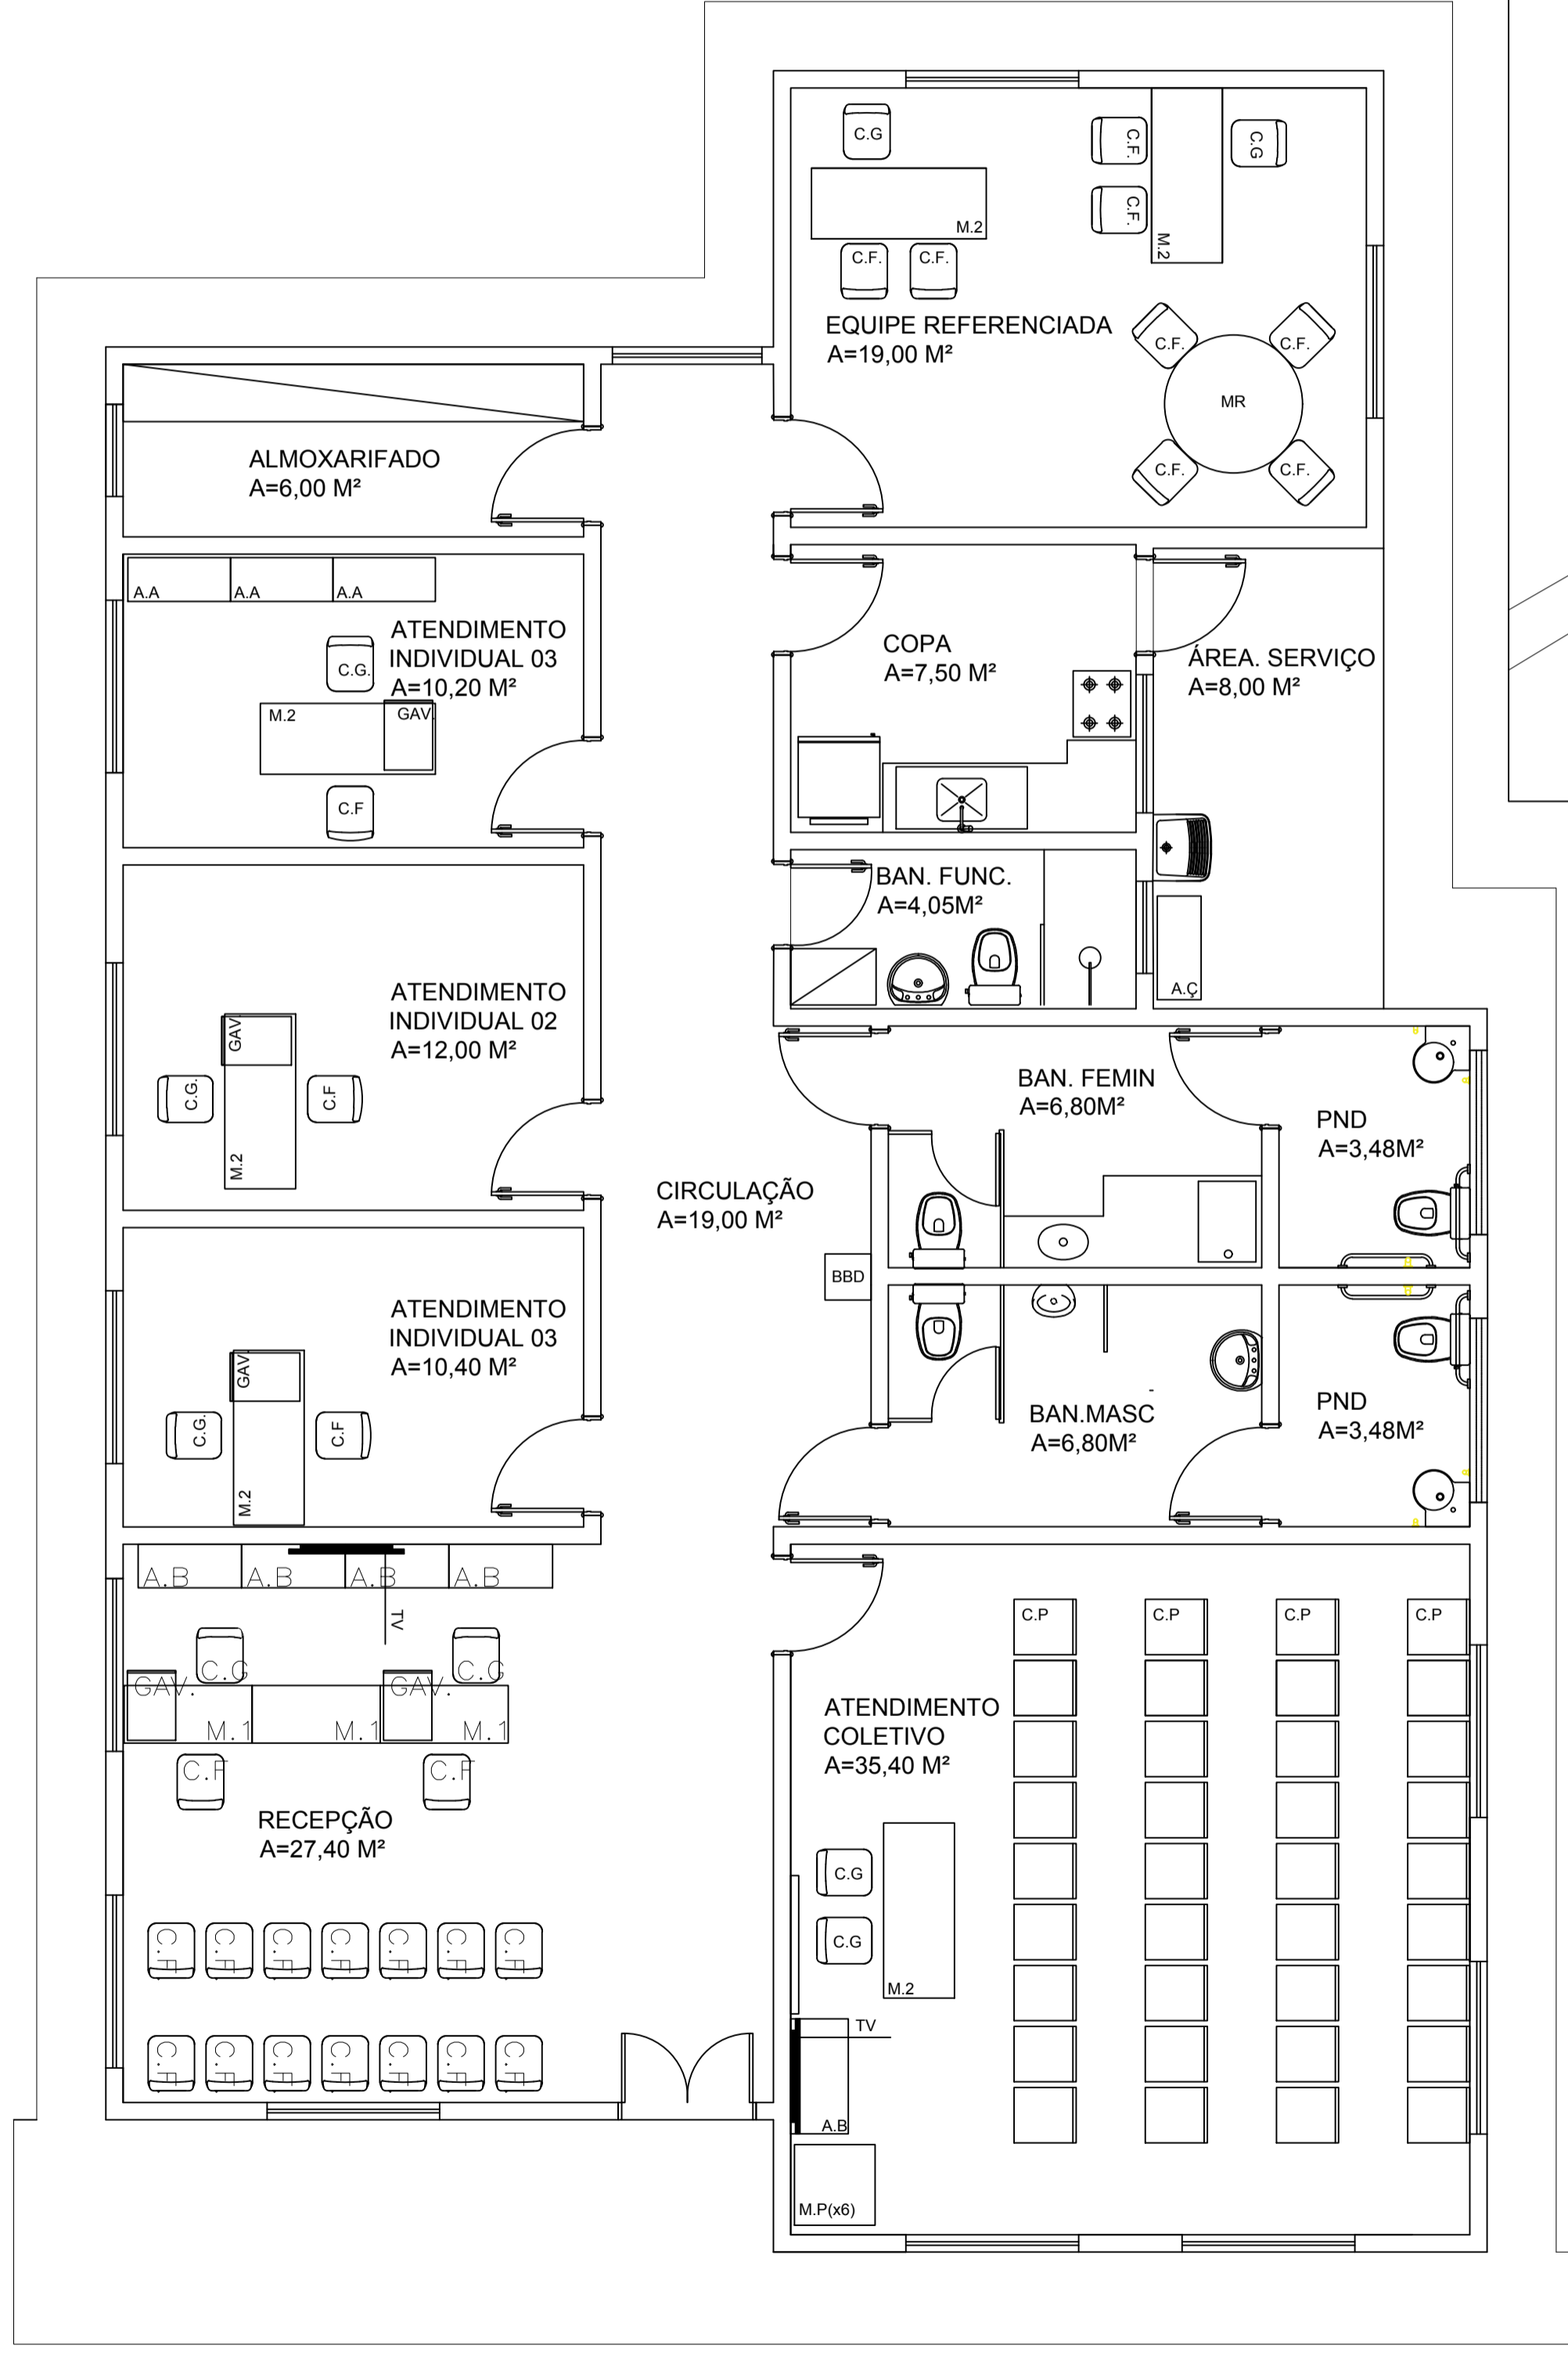 C.G
M.2
C.F.
C.F.
C.F.
C.F.
M.2
C.G
EQUIPE REFERENCIADA
A=19,00 M²
C.F.
C.F.
MR
C.F.
C.F.
ALMOXARIFADO
A=6,00 M²
A.A
A.A
A.A
ATENDIMENTO
INDIVIDUAL 03
A=10,20 M²
C.G.
M.2
GAV.
C.F
COPA
A=7,50 M²
ÁREA. SERVIÇO
A=8,00 M²
BAN. FUNC.
A=4,05M²
A.Ç
ATENDIMENTO
INDIVIDUAL 02
A=12,00 M²
GAV.
C.G.
C.F
M.2
BAN. FEMIN
A=6,80M²
PND
A=3,48M²
CIRCULAÇÃO
A=19,00 M²
BBD
ATENDIMENTO
INDIVIDUAL 03
A=10,40 M²
GAV.
C.G.
C.F
M.2
BAN.MASC
A=6,80M²
PND
A=3,48M²
A.B
A.B
A.B
A.B
TV
C.G
C.G
GAV.
GAV.
M.1
M.1
M.1
C.F
C.F
RECEPÇÃO
A=27,40 M²
C.F.
C.F.
C.F.
C.F.
C.F.
C.F.
C.F.
C.F.
C.F.
C.F.
C.F.
C.F.
C.F.
C.F.
C.P
C.P
C.P
C.P
ATENDIMENTO
COLETIVO
A=35,40 M²
C.G
C.G
M.2
TV
A.B
M.P(x6)